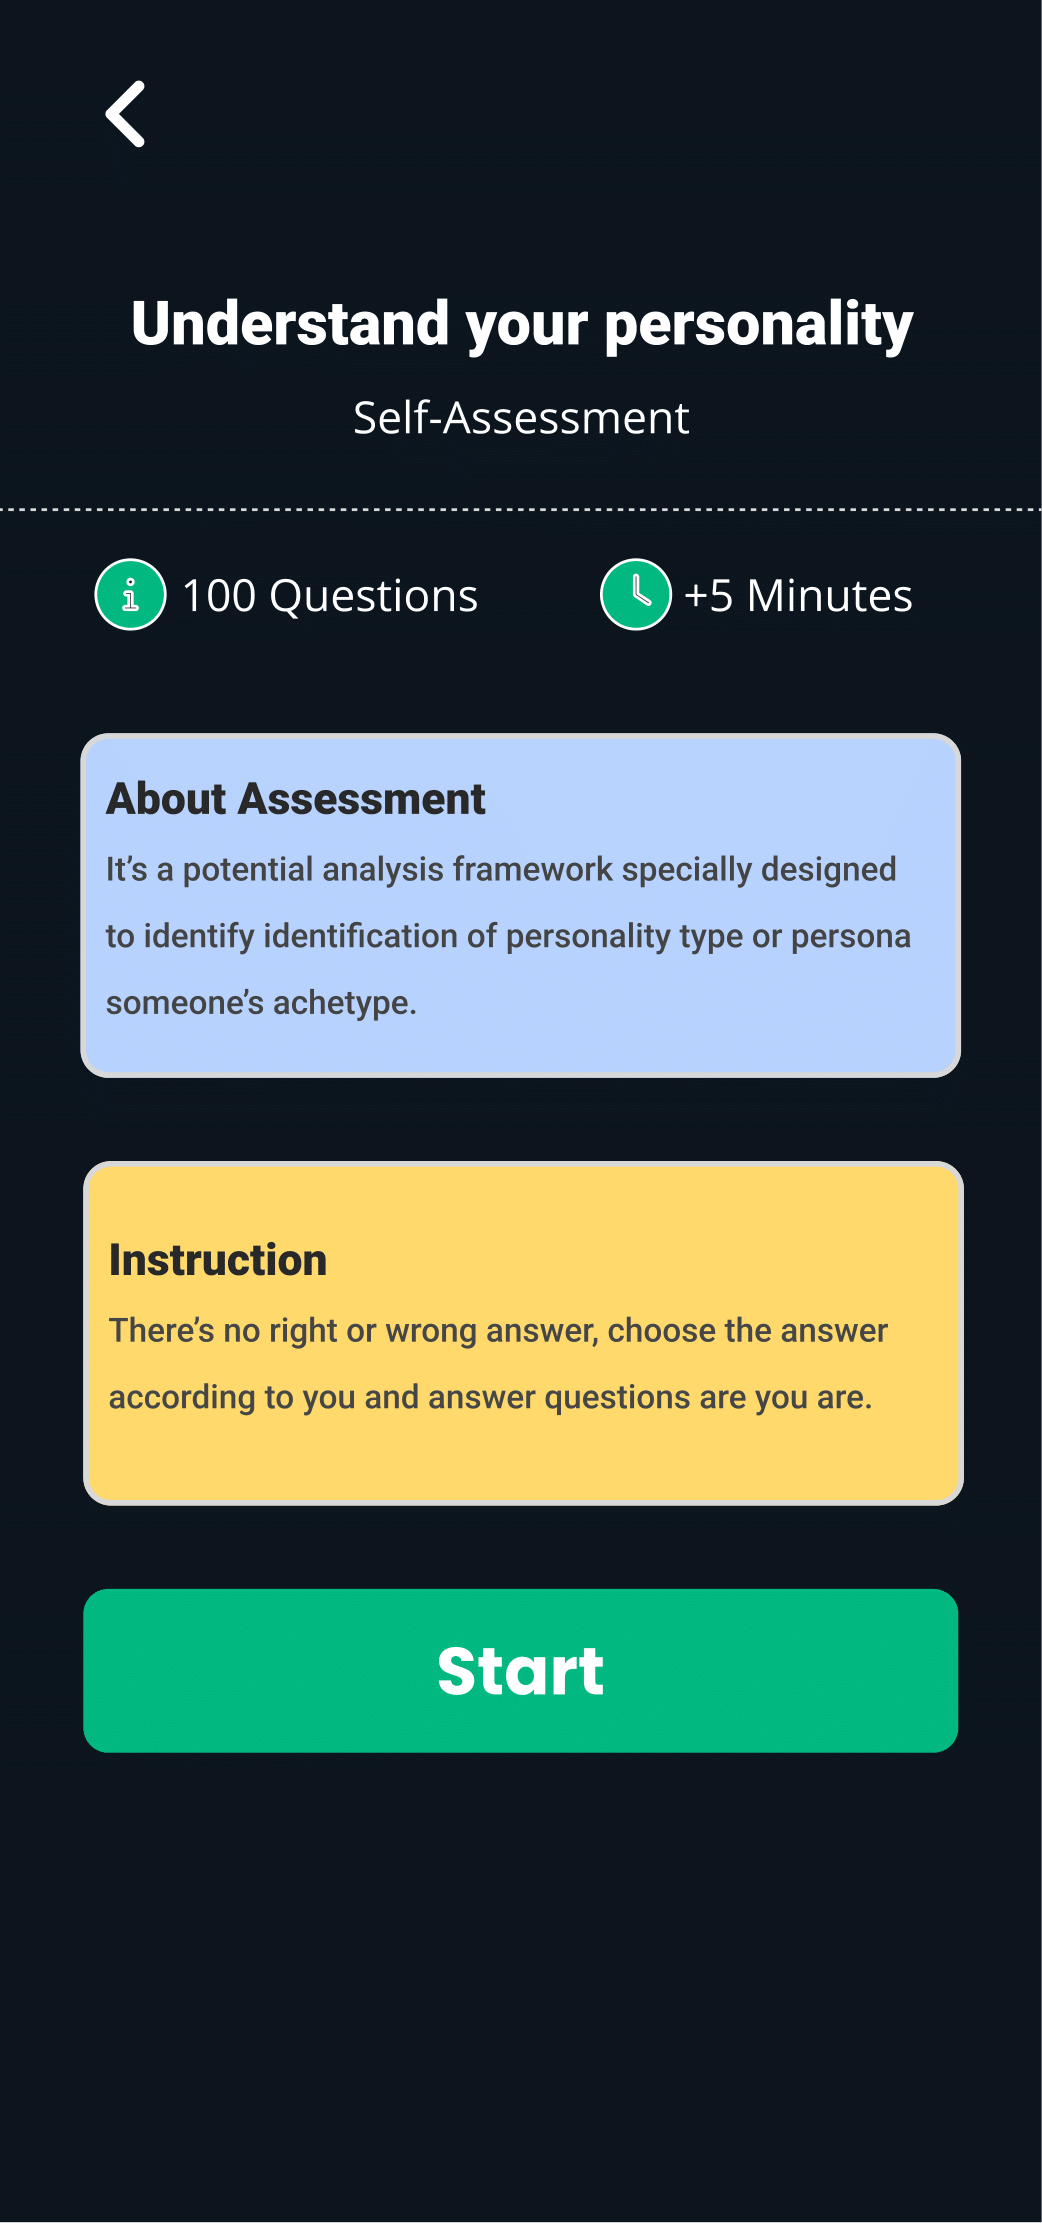 Understand your personality
Self-Assessment
100 Questions
+5 Minutes
About Assessment
It’s a potential analysis framework specially designed
to identify identification of personality type or persona
someone’s achetype.
Instruction
There’s no right or wrong answer, choose the answer
according to you and answer questions are you are.
Start